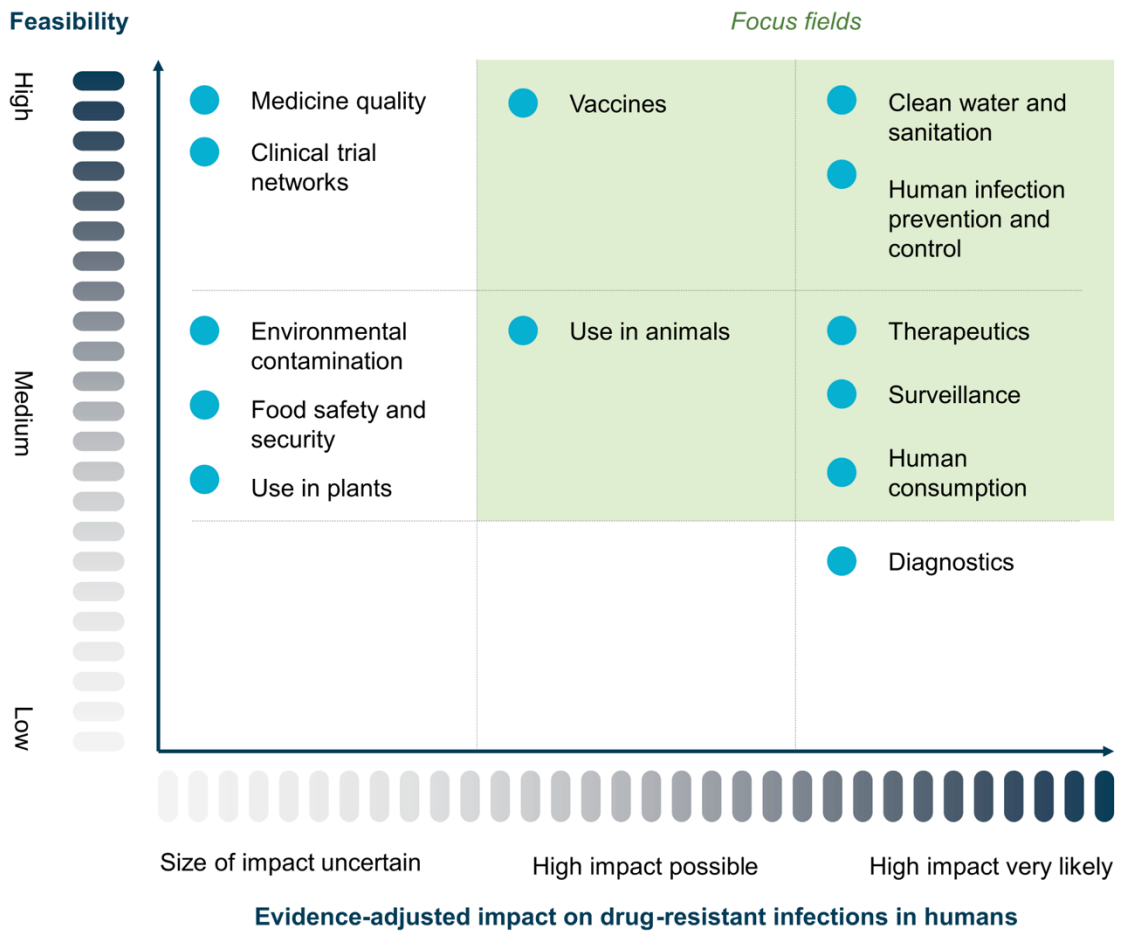 Feasibility
Focus fields
High
Medicine quality
Clinical trial
networks
Vaccines
Clean water and
sanitation
Human infection
prevention and
control
Medium
Environmental
contamination
Food safety and
security
Use in plants
Use in animals
Therapeutics
Surveillance
Human
consumption
Diagnostics
Low
Size of impact uncertain
High impact possible
High impact very likely
Evidence-adjusted impact on drug-resistant infections in humans